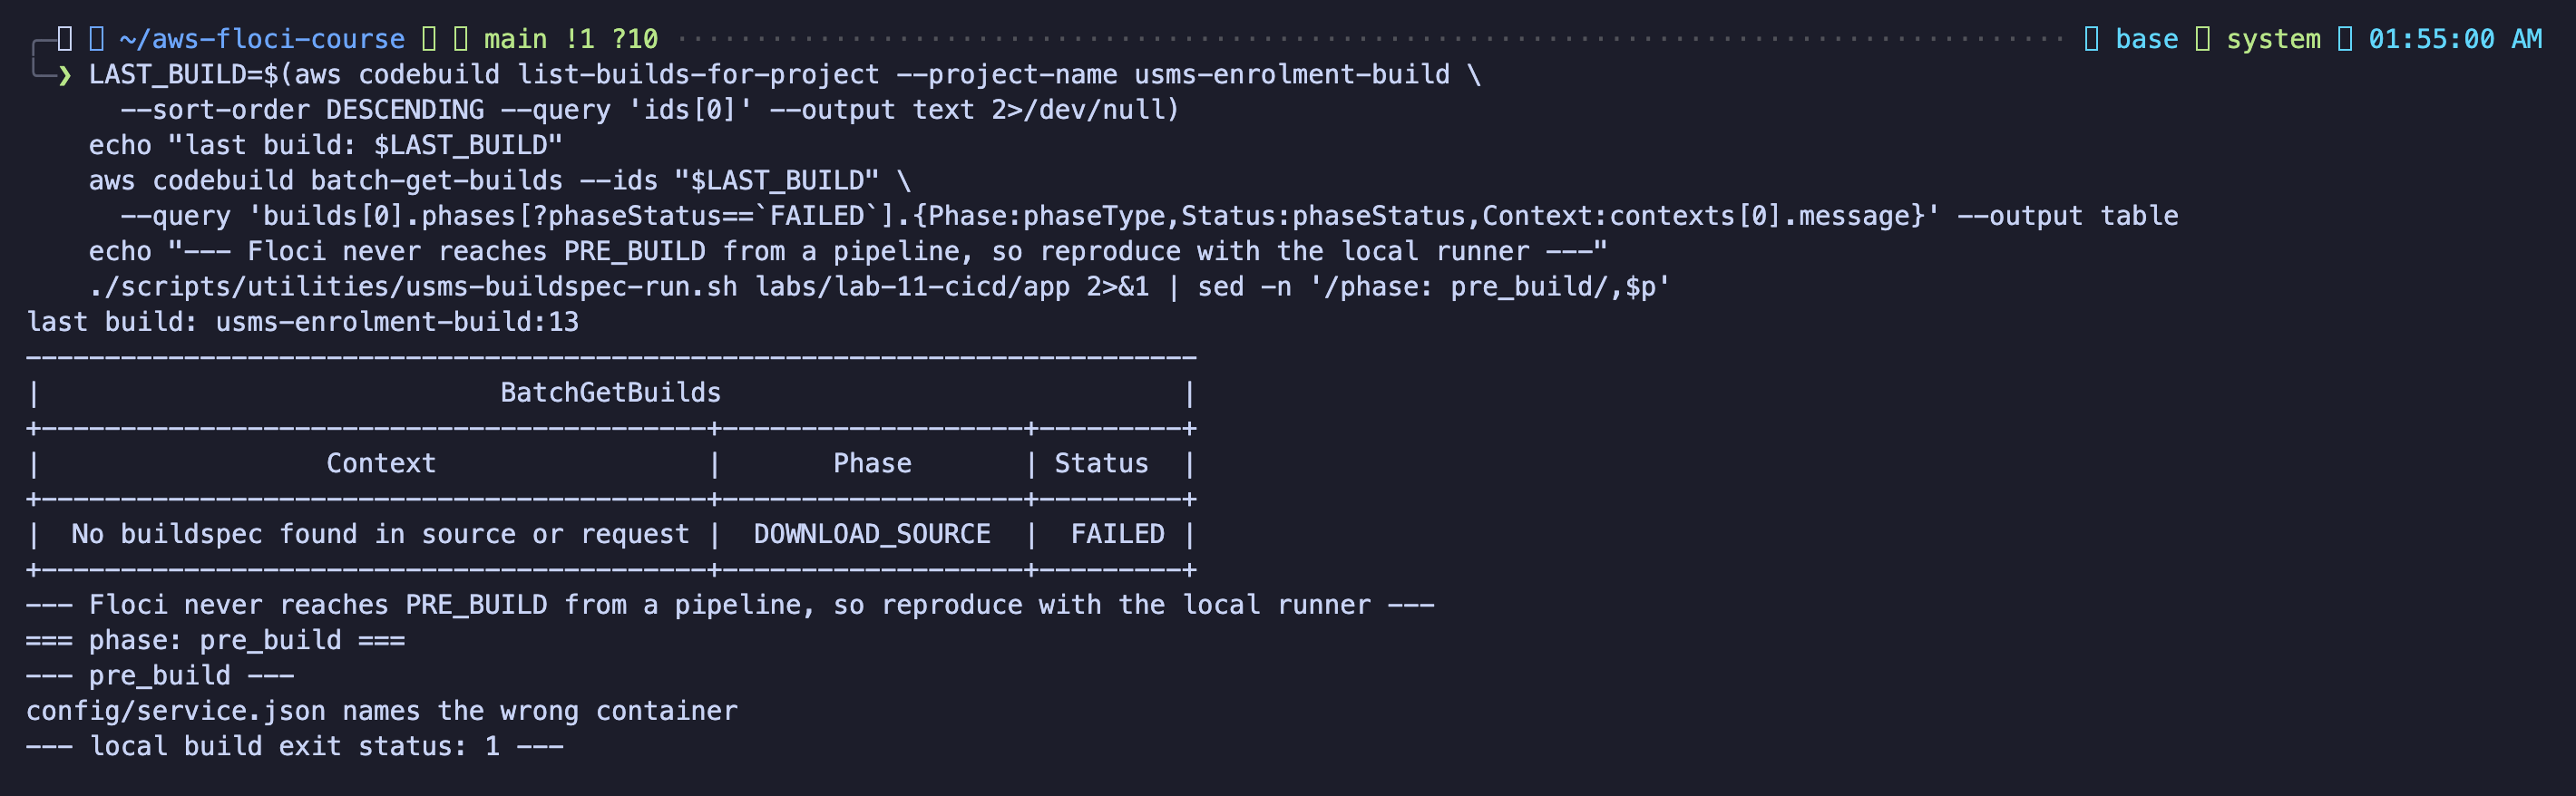 ~/aws-floci-course main !1 ?10 base system 01:55:00 AM
❯ LAST_BUILD=$(aws codebuild list-builds-for-project --project-name usms-enrolment-build \
--sort-order DESCENDING --query 'ids[0]' --output text 2>/dev/null)
echo "last build: $LAST_BUILD"
aws codebuild batch-get-builds --ids "$LAST_BUILD" \
--query 'builds[0].phases[?phaseStatus==`FAILED`].{Phase:phaseType,Status:phaseStatus,Context:contexts[0].message}' --output table
echo "--- Floci never reaches PRE_BUILD from a pipeline, so reproduce with the local runner ---"
./scripts/utilities/usms-buildspec-run.sh labs/lab-11-cicd/app 2>&1 | sed -n '/phase: pre_build/,$p'
last build: usms-enrolment-build:13
--------------------------------------------------------------------------
|                             BatchGetBuilds                             |
+------------------------------------------+-------------------+---------+
|                  Context                 |       Phase       | Status  |
+------------------------------------------+-------------------+---------+
|  No buildspec found in source or request |  DOWNLOAD_SOURCE  |  FAILED |
+------------------------------------------+-------------------+---------+
--- Floci never reaches PRE_BUILD from a pipeline, so reproduce with the local runner ---
=== phase: pre_build ===
--- pre_build ---
config/service.json names the wrong container
--- local build exit status: 1 ---